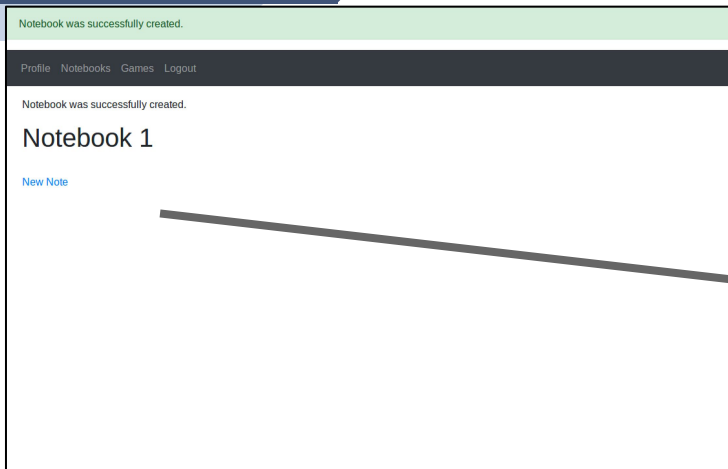 Notebook was successfully created.
Profile Notebooks Games Logout
Notebook was successfully created.
Notebook 1
New Note